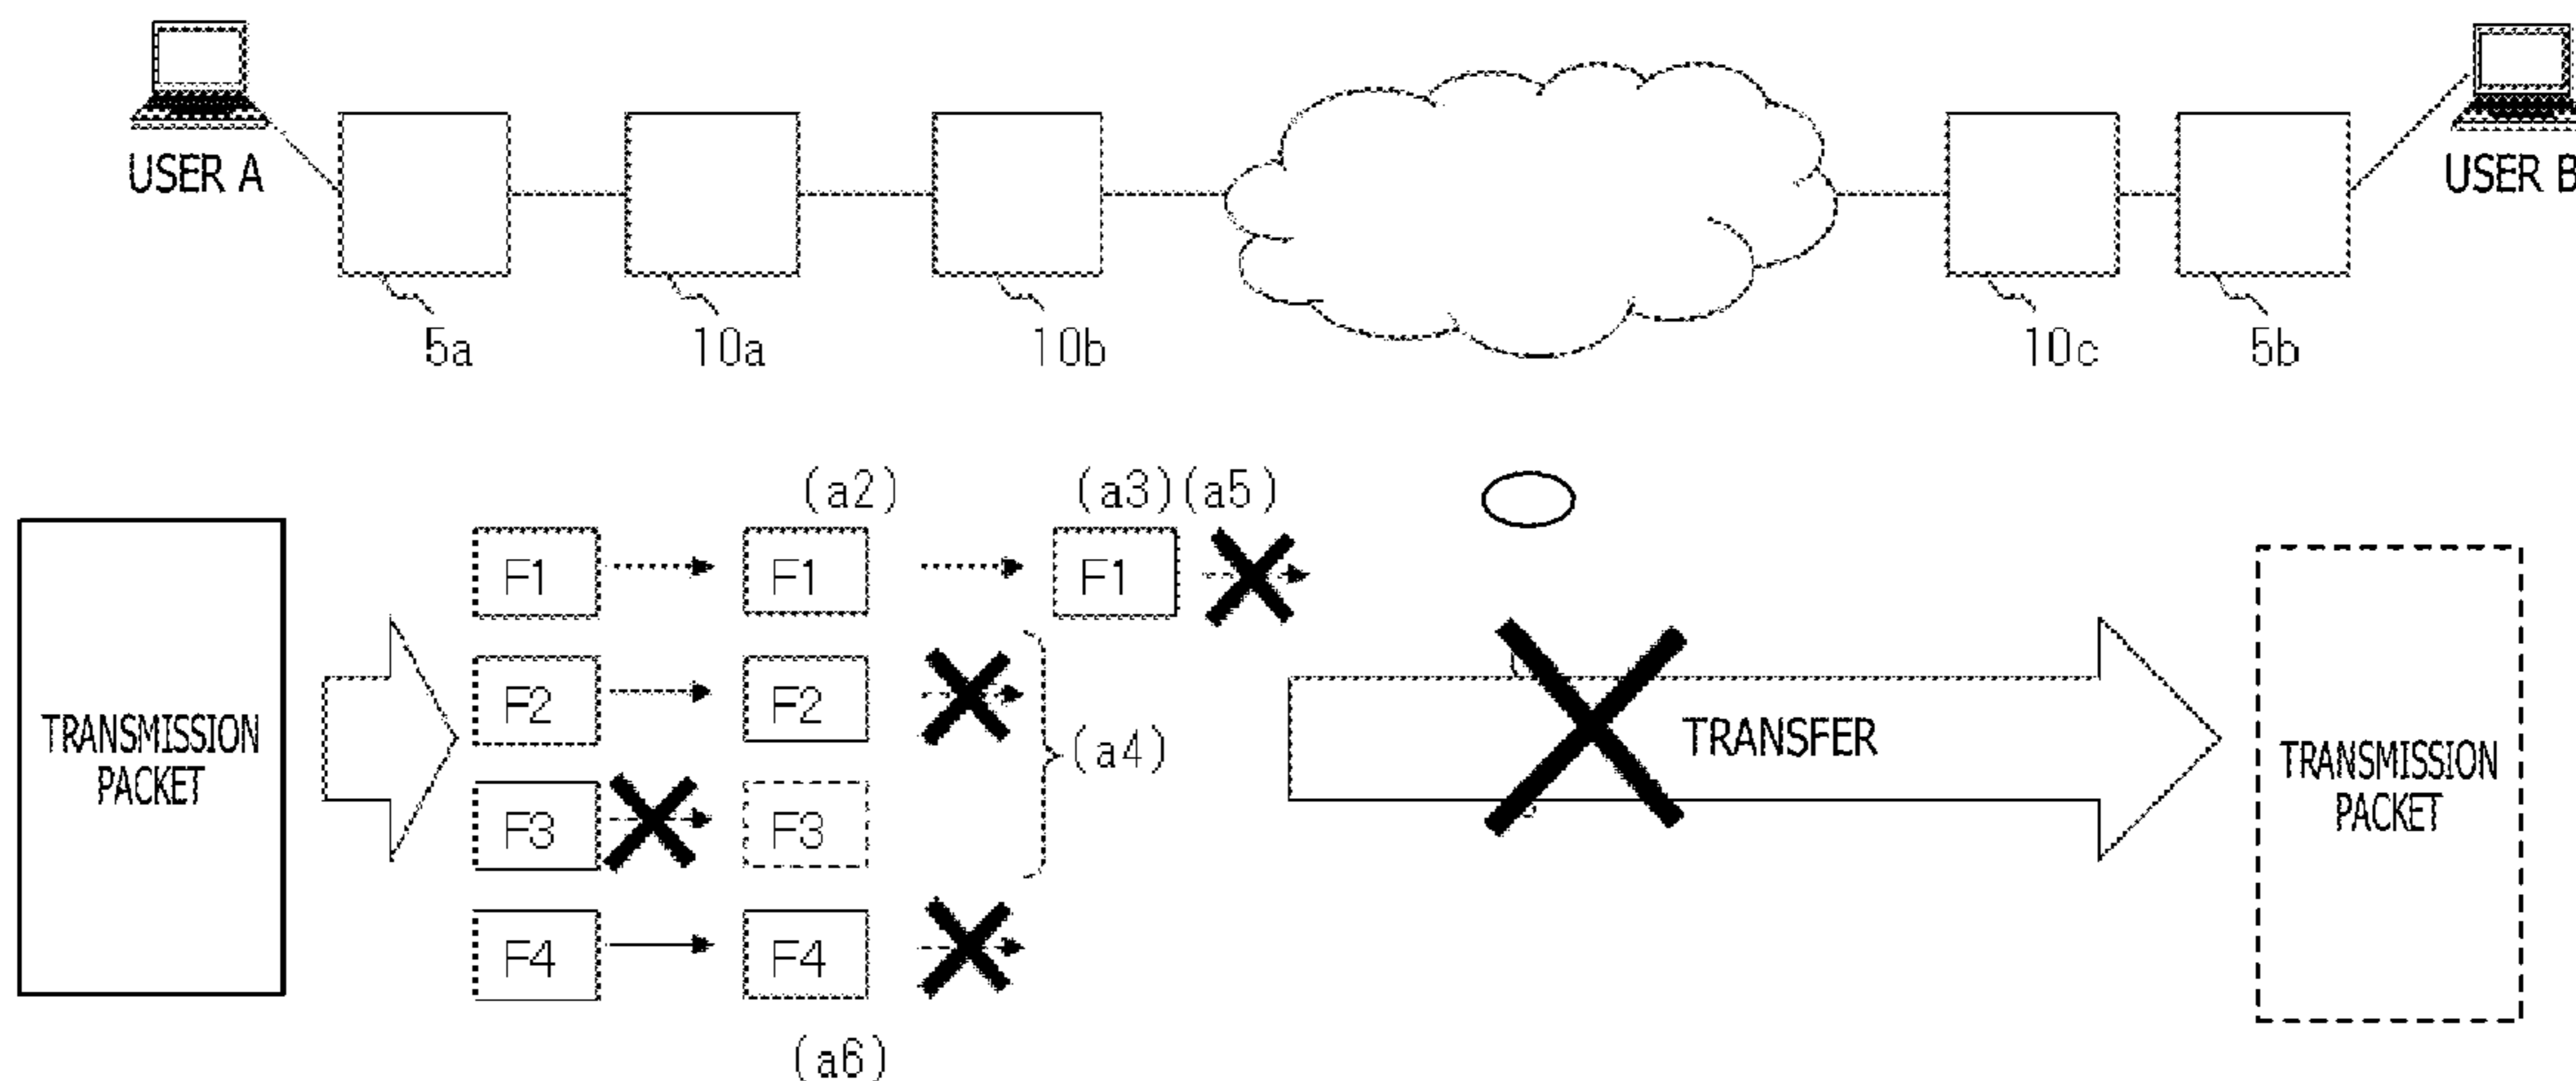 USER A
USER B
5a
10a
10b
10c
5b
(a2)
(a3)(a5)
F1
F1
F1
F2
F2
(a4)
TRANSMISSION
PACKET
TRANSFER
TRANSMISSION
PACKET
F3
F3
F4
F4
(a6)